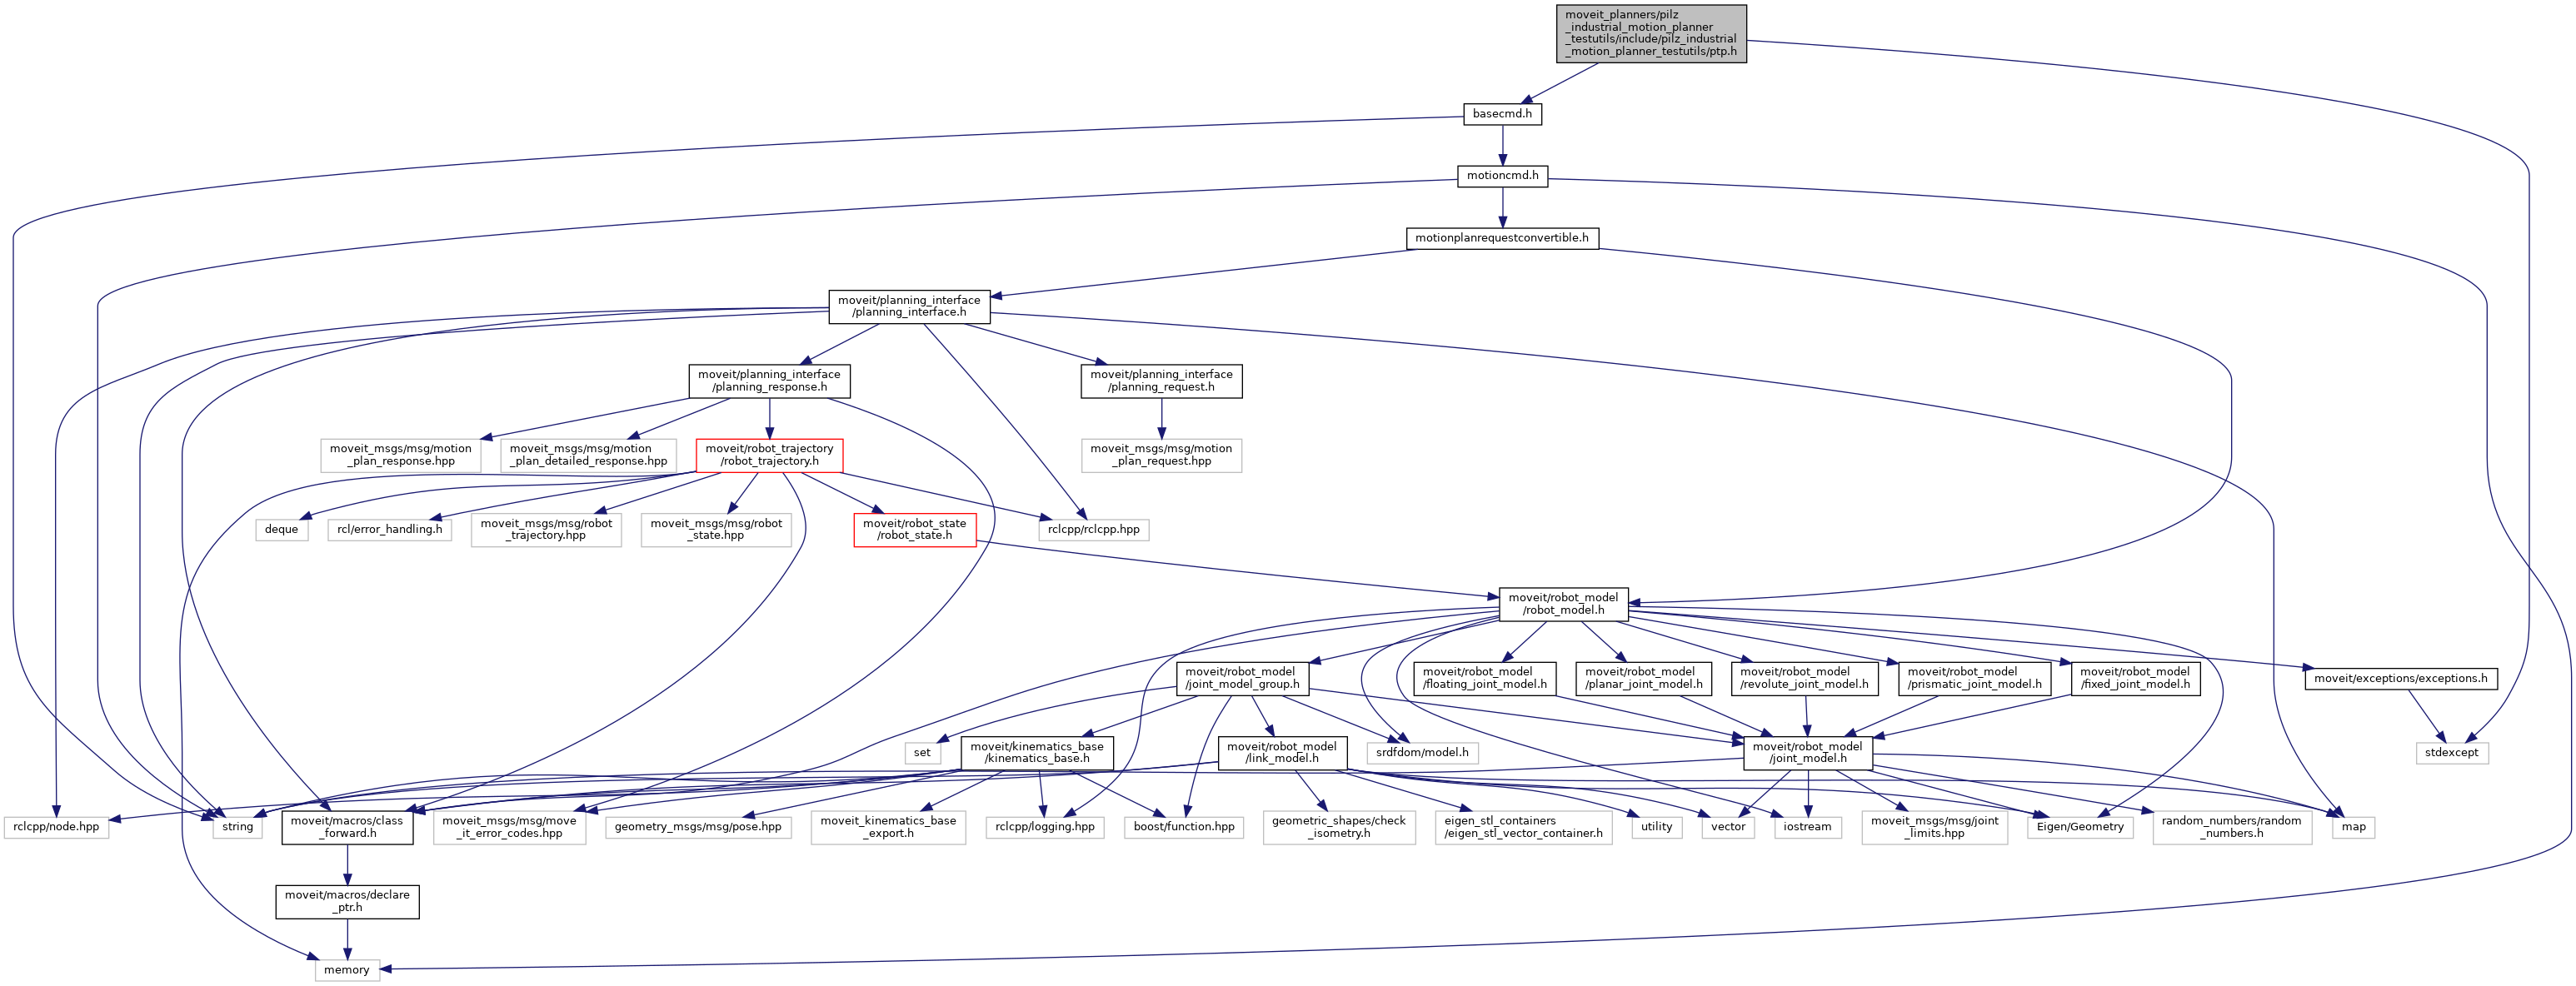 moveit_planners/pilz
_industrial_motion_planner
_testutils/include/pilz_industrial
_motion_planner_testutils/ptp.h
basecmd.h
motioncmd.h
motionplanrequestconvertible.h
moveit/planning_interface
/planning_interface.h
moveit/planning_interface
/planning_response.h
moveit/planning_interface
/planning_request.h
moveit_msgs/msg/motion
_plan_response.hpp
moveit_msgs/msg/motion
_plan_detailed_response.hpp
moveit/robot_trajectory
/robot_trajectory.h
moveit_msgs/msg/motion
_plan_request.hpp
deque
rcl/error_handling.h
moveit_msgs/msg/robot
_trajectory.hpp
moveit_msgs/msg/robot
_state.hpp
moveit/robot_state
/robot_state.h
rclcpp/rclcpp.hpp
moveit/robot_model
/robot_model.h
moveit/robot_model
/joint_model_group.h
moveit/robot_model
/floating_joint_model.h
moveit/robot_model
/planar_joint_model.h
moveit/robot_model
/revolute_joint_model.h
moveit/robot_model
/prismatic_joint_model.h
moveit/robot_model
/fixed_joint_model.h
moveit/exceptions/exceptions.h
set
moveit/kinematics_base
/kinematics_base.h
moveit/robot_model
/link_model.h
srdfdom/model.h
moveit/robot_model
/joint_model.h
stdexcept
rclcpp/node.hpp
string
moveit/macros/class
_forward.h
moveit_msgs/msg/move
_it_error_codes.hpp
geometry_msgs/msg/pose.hpp
moveit_kinematics_base
_export.h
rclcpp/logging.hpp
boost/function.hpp
geometric_shapes/check
_isometry.h
eigen_stl_containers
/eigen_stl_vector_container.h
utility
vector
iostream
moveit_msgs/msg/joint
_limits.hpp
Eigen/Geometry
random_numbers/random
_numbers.h
map
moveit/macros/declare
_ptr.h
memory